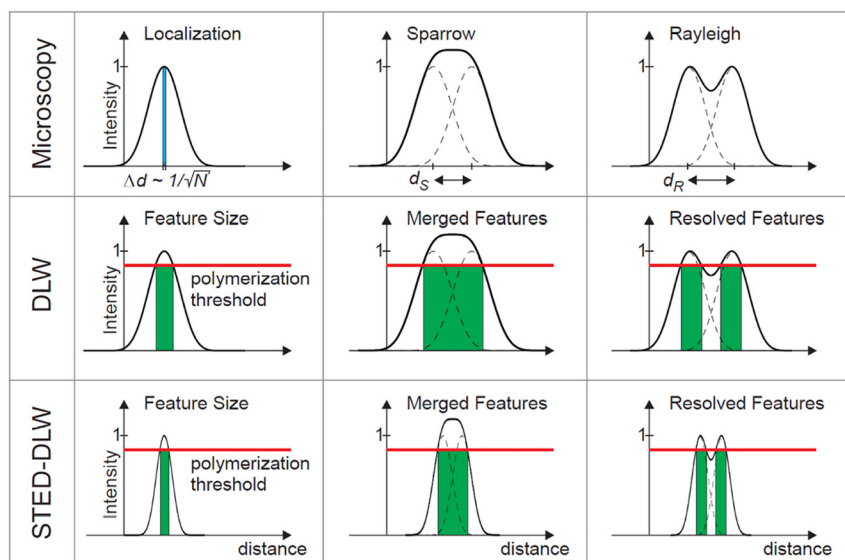 Microscopy
Localization
1
Intensity
Δd ~ 1/√N
Sparrow
1
d_S
Rayleigh
1
d_R
DLW
Feature Size
1
Intensity
polymerization
threshold
Merged Features
1
Resolved Features
1
STED-DLW
Feature Size
1
Intensity
polymerization
threshold
distance
Merged Features
1
distance
Resolved Features
1
distance